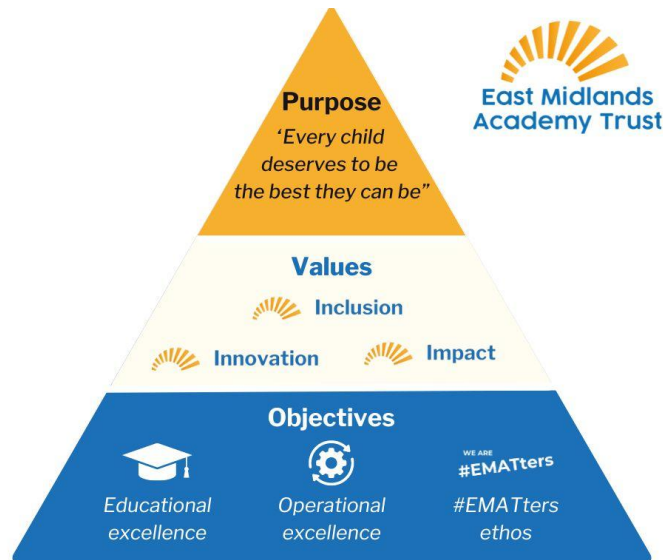 East Midlands
Academy Trust
Purpose
‘Every child
deserves to be
the best they can be”
Values
Inclusion
Innovation
Impact
Objectives
Educational
excellence
Operational
excellence
WE ARE
#EMATters
#EMATters
ethos